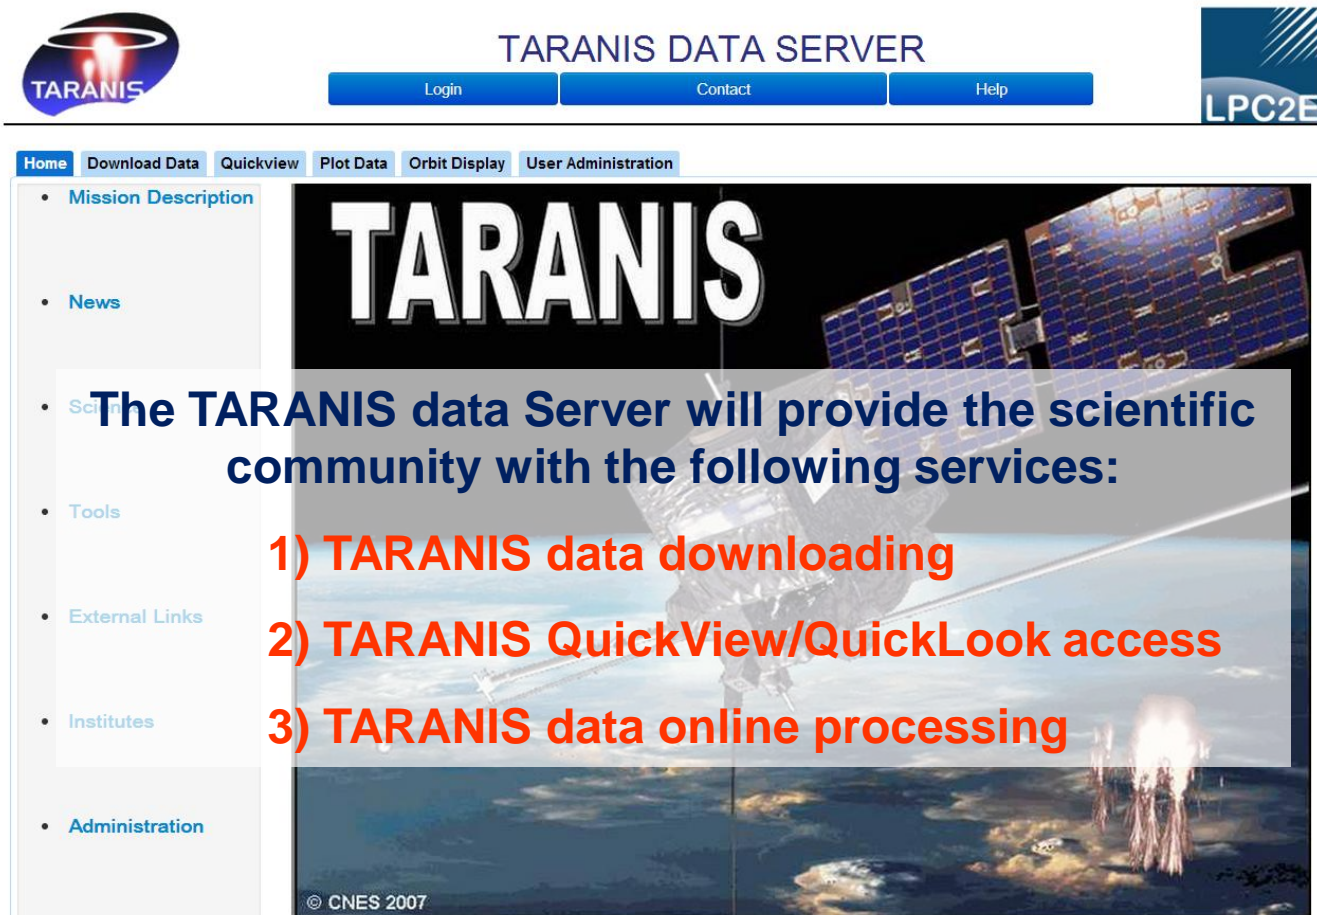 TARANIS
TARANIS DATA SERVER
Login Contact Help
LPC2E
Home Download Data Quickview Plot Data Orbit Display User Administration
Mission Description
News
Science
Tools
External Links
Institutes
Administration
TARANIS
The TARANIS data Server will provide the scientific
community with the following services:
1) TARANIS data downloading
2) TARANIS QuickView/QuickLook access
3) TARANIS data online processing
© CNES 2007